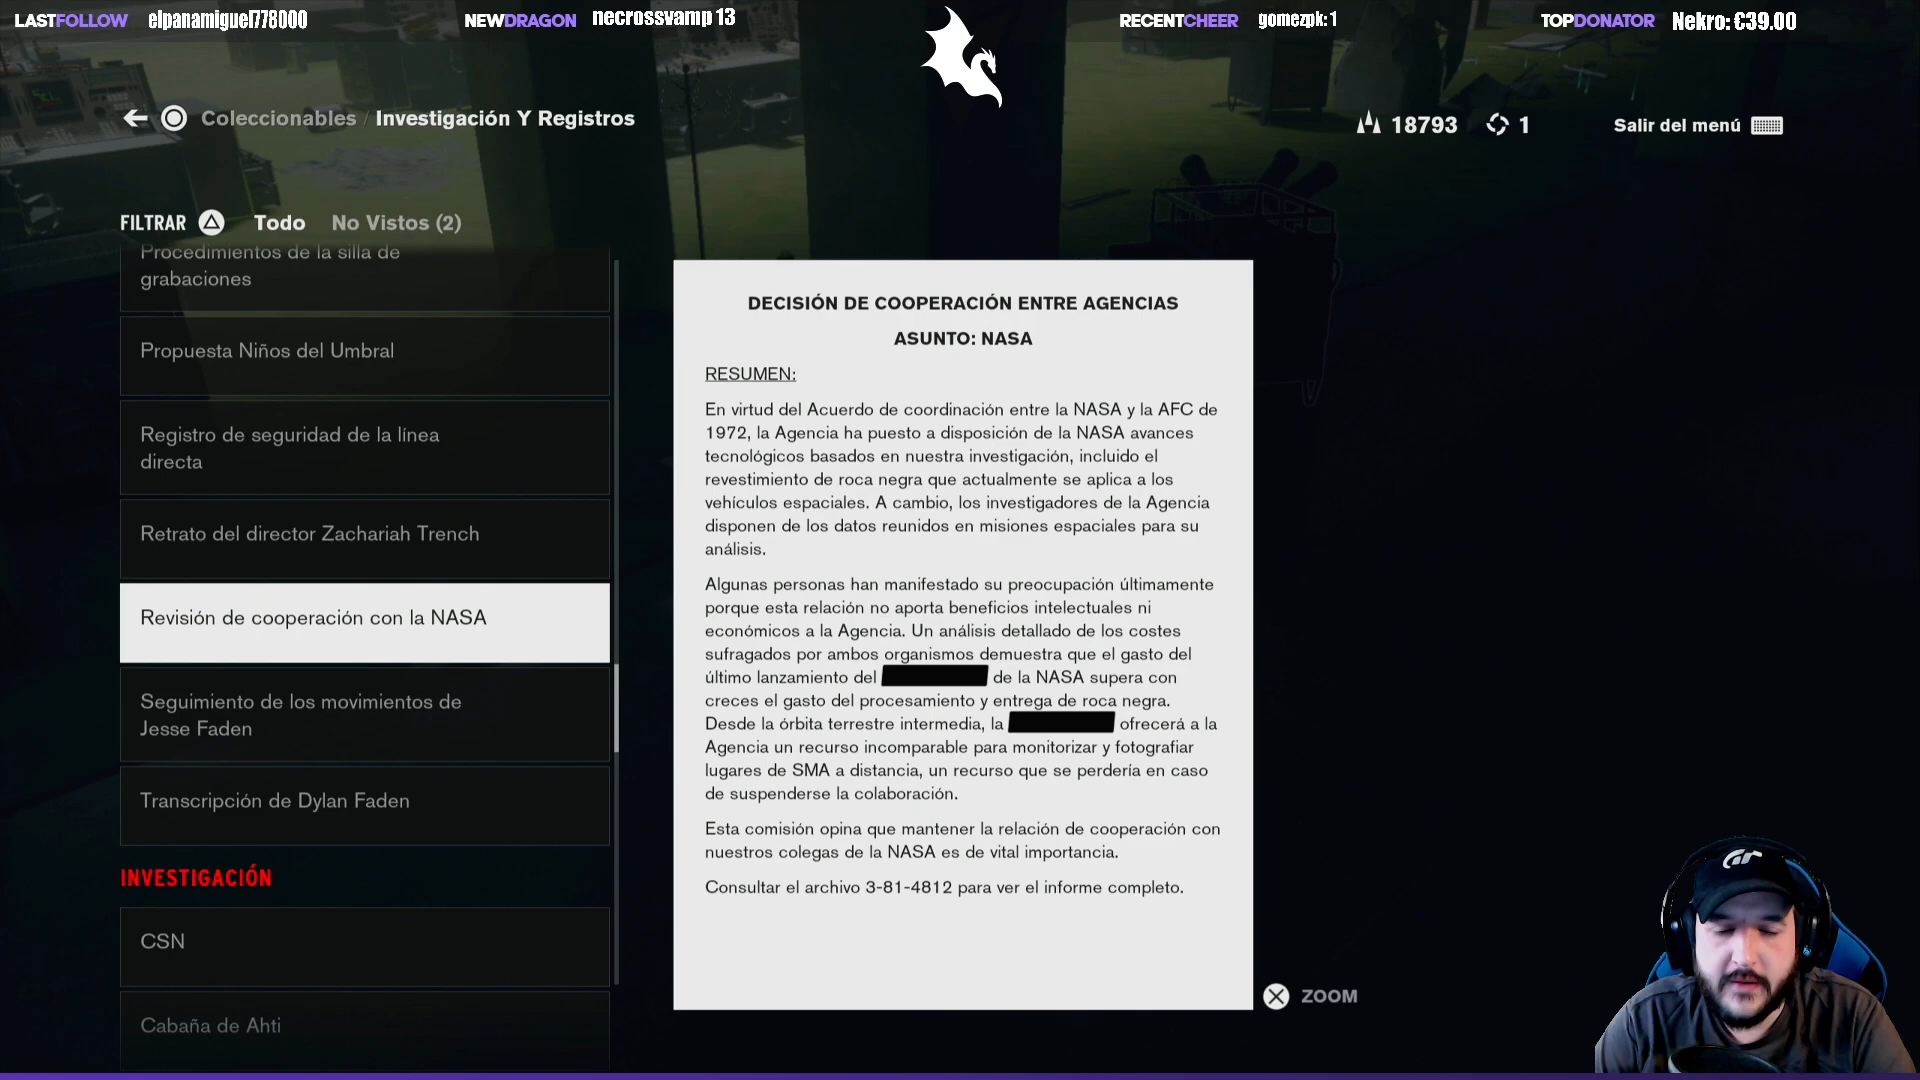 LASTFOLLOW elpanamiguel778000 NEWDRAGON necrossvamp 13 RECENTCHEER gomezpk: 1 TOPDONATOR Nekro: €39.00
Coleccionables / Investigación Y Registros
18793 1 Salir del menú
FILTRAR Todo No Vistos (2)
Procedimientos de la silla de
grabaciones
Propuesta Niños del Umbral
Registro de seguridad de la línea
directa
Retrato del director Zachariah Trench
Revisión de cooperación con la NASA
Seguimiento de los movimientos de
Jesse Faden
Transcripción de Dylan Faden
INVESTIGACIÓN
CSN
Cabaña de Ahti
DECISIÓN DE COOPERACIÓN ENTRE AGENCIAS
ASUNTO: NASA
RESUMEN:
En virtud del Acuerdo de coordinación entre la NASA y la AFC de
1972, la Agencia ha puesto a disposición de la NASA avances
tecnológicos basados en nuestra investigación, incluido el
revestimiento de roca negra que actualmente se aplica a los
vehículos espaciales. A cambio, los investigadores de la Agencia
disponen de los datos reunidos en misiones espaciales para su
análisis.
Algunas personas han manifestado su preocupación últimamente
porque esta relación no aporta beneficios intelectuales ni
económicos a la Agencia. Un análisis detallado de los costes
sufragados por ambos organismos demuestra que el gasto del
último lanzamiento del de la NASA supera con
creces el gasto del procesamiento y entrega de roca negra.
Desde la órbita terrestre intermedia, la ofrecerá a la
Agencia un recurso incomparable para monitorizar y fotografiar
lugares de SMA a distancia, un recurso que se perdería en caso
de suspenderse la colaboración.
Esta comisión opina que mantener la relación de cooperación con
nuestros colegas de la NASA es de vital importancia.
Consultar el archivo 3-81-4812 para ver el informe completo.
ZOOM